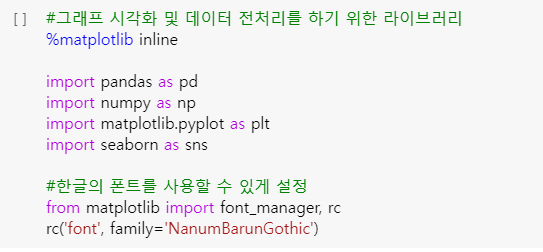 [ ] #그래프 시각화 및 데이터 전처리를 하기 위한 라이브러리
%matplotlib inline
import pandas as pd
import numpy as np
import matplotlib.pyplot as plt
import seaborn as sns
#한글의 폰트를 사용할 수 있게 설정
from matplotlib import font_manager, rc
rc('font', family='NanumBarunGothic')